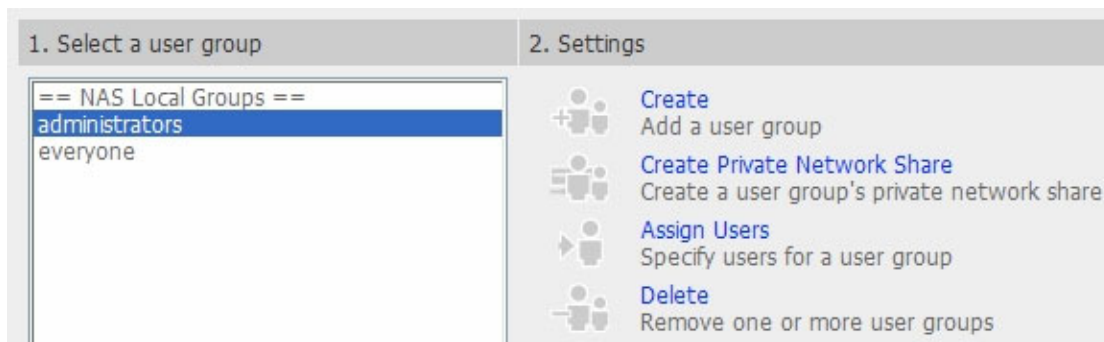 1. Select a user group
== NAS Local Groups ==
administrators
everyone
2. Settings
Create
Add a user group
Create Private Network Share
Create a user group's private network share
Assign Users
Specify users for a user group
Delete
Remove one or more user groups